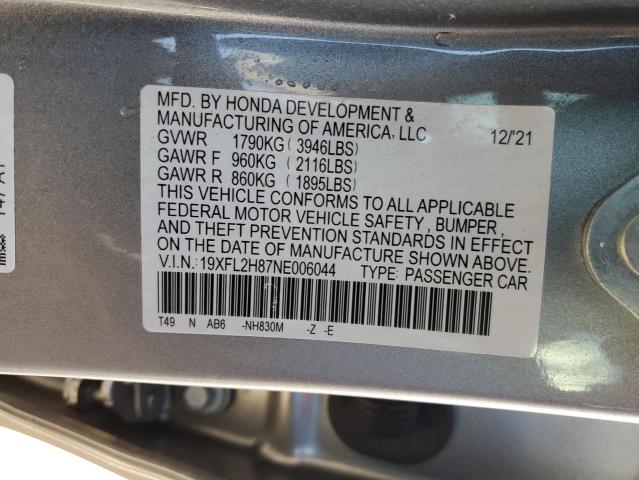 MFD. BY HONDA DEVELOPMENT &
MANUFACTURING OF AMERICA, LLC 12/'21
GVWR 1790KG ( 3946LBS)
GAWR F 960KG ( 2116LBS)
GAWR R 860KG ( 1895LBS)
THIS VEHICLE CONFORMS TO ALL APPLICABLE
FEDERAL MOTOR VEHICLE SAFETY, BUMPER,
AND THEFT PREVENTION STANDARDS IN EFFECT
ON THE DATE OF MANUFACTURE SHOWN ABOVE.
V.I.N.:19XFL2H87NE006044 TYPE: PASSENGER CAR
T49 N AB6 -NH830M -Z -E